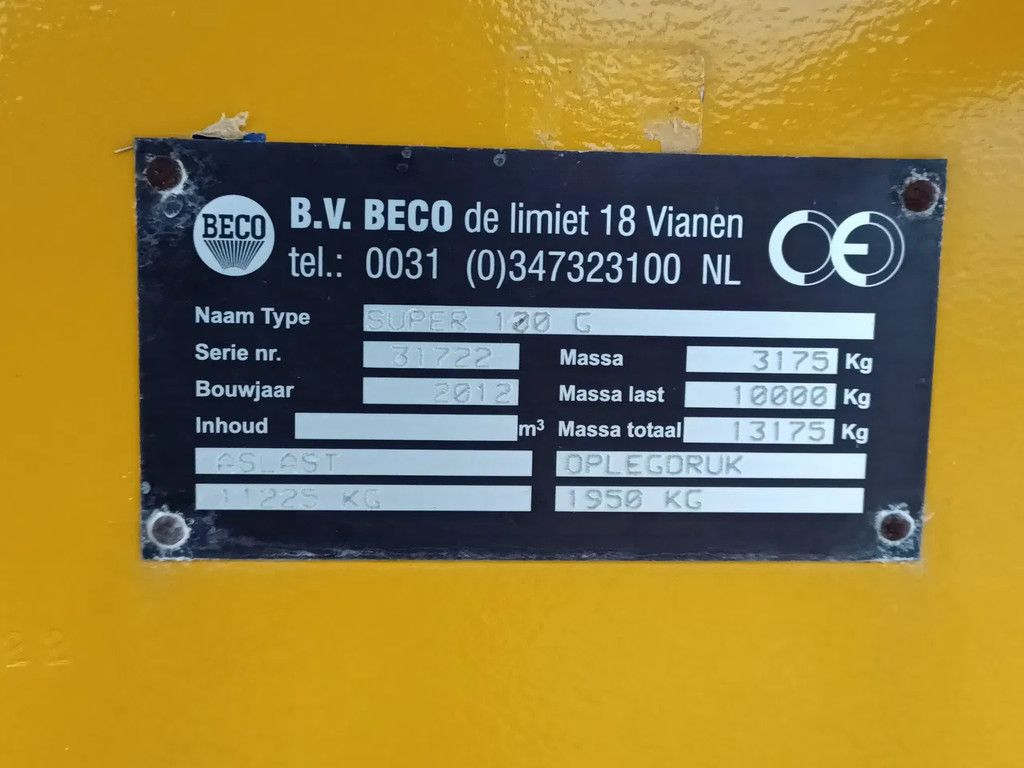 BECO
B.V. BECO de limiet 18 Vianen
tel.: 0031 (0)347323100 NL
CE
Naam Type SUPER 100 G
Serie nr. 31722 Massa 3175 Kg
Bouwjaar 2012 Massa last 10000 Kg
Inhoud m³ Massa totaal 13175 Kg
ASLAST OPLEGDRUK
11225 KG 1950 KG
22